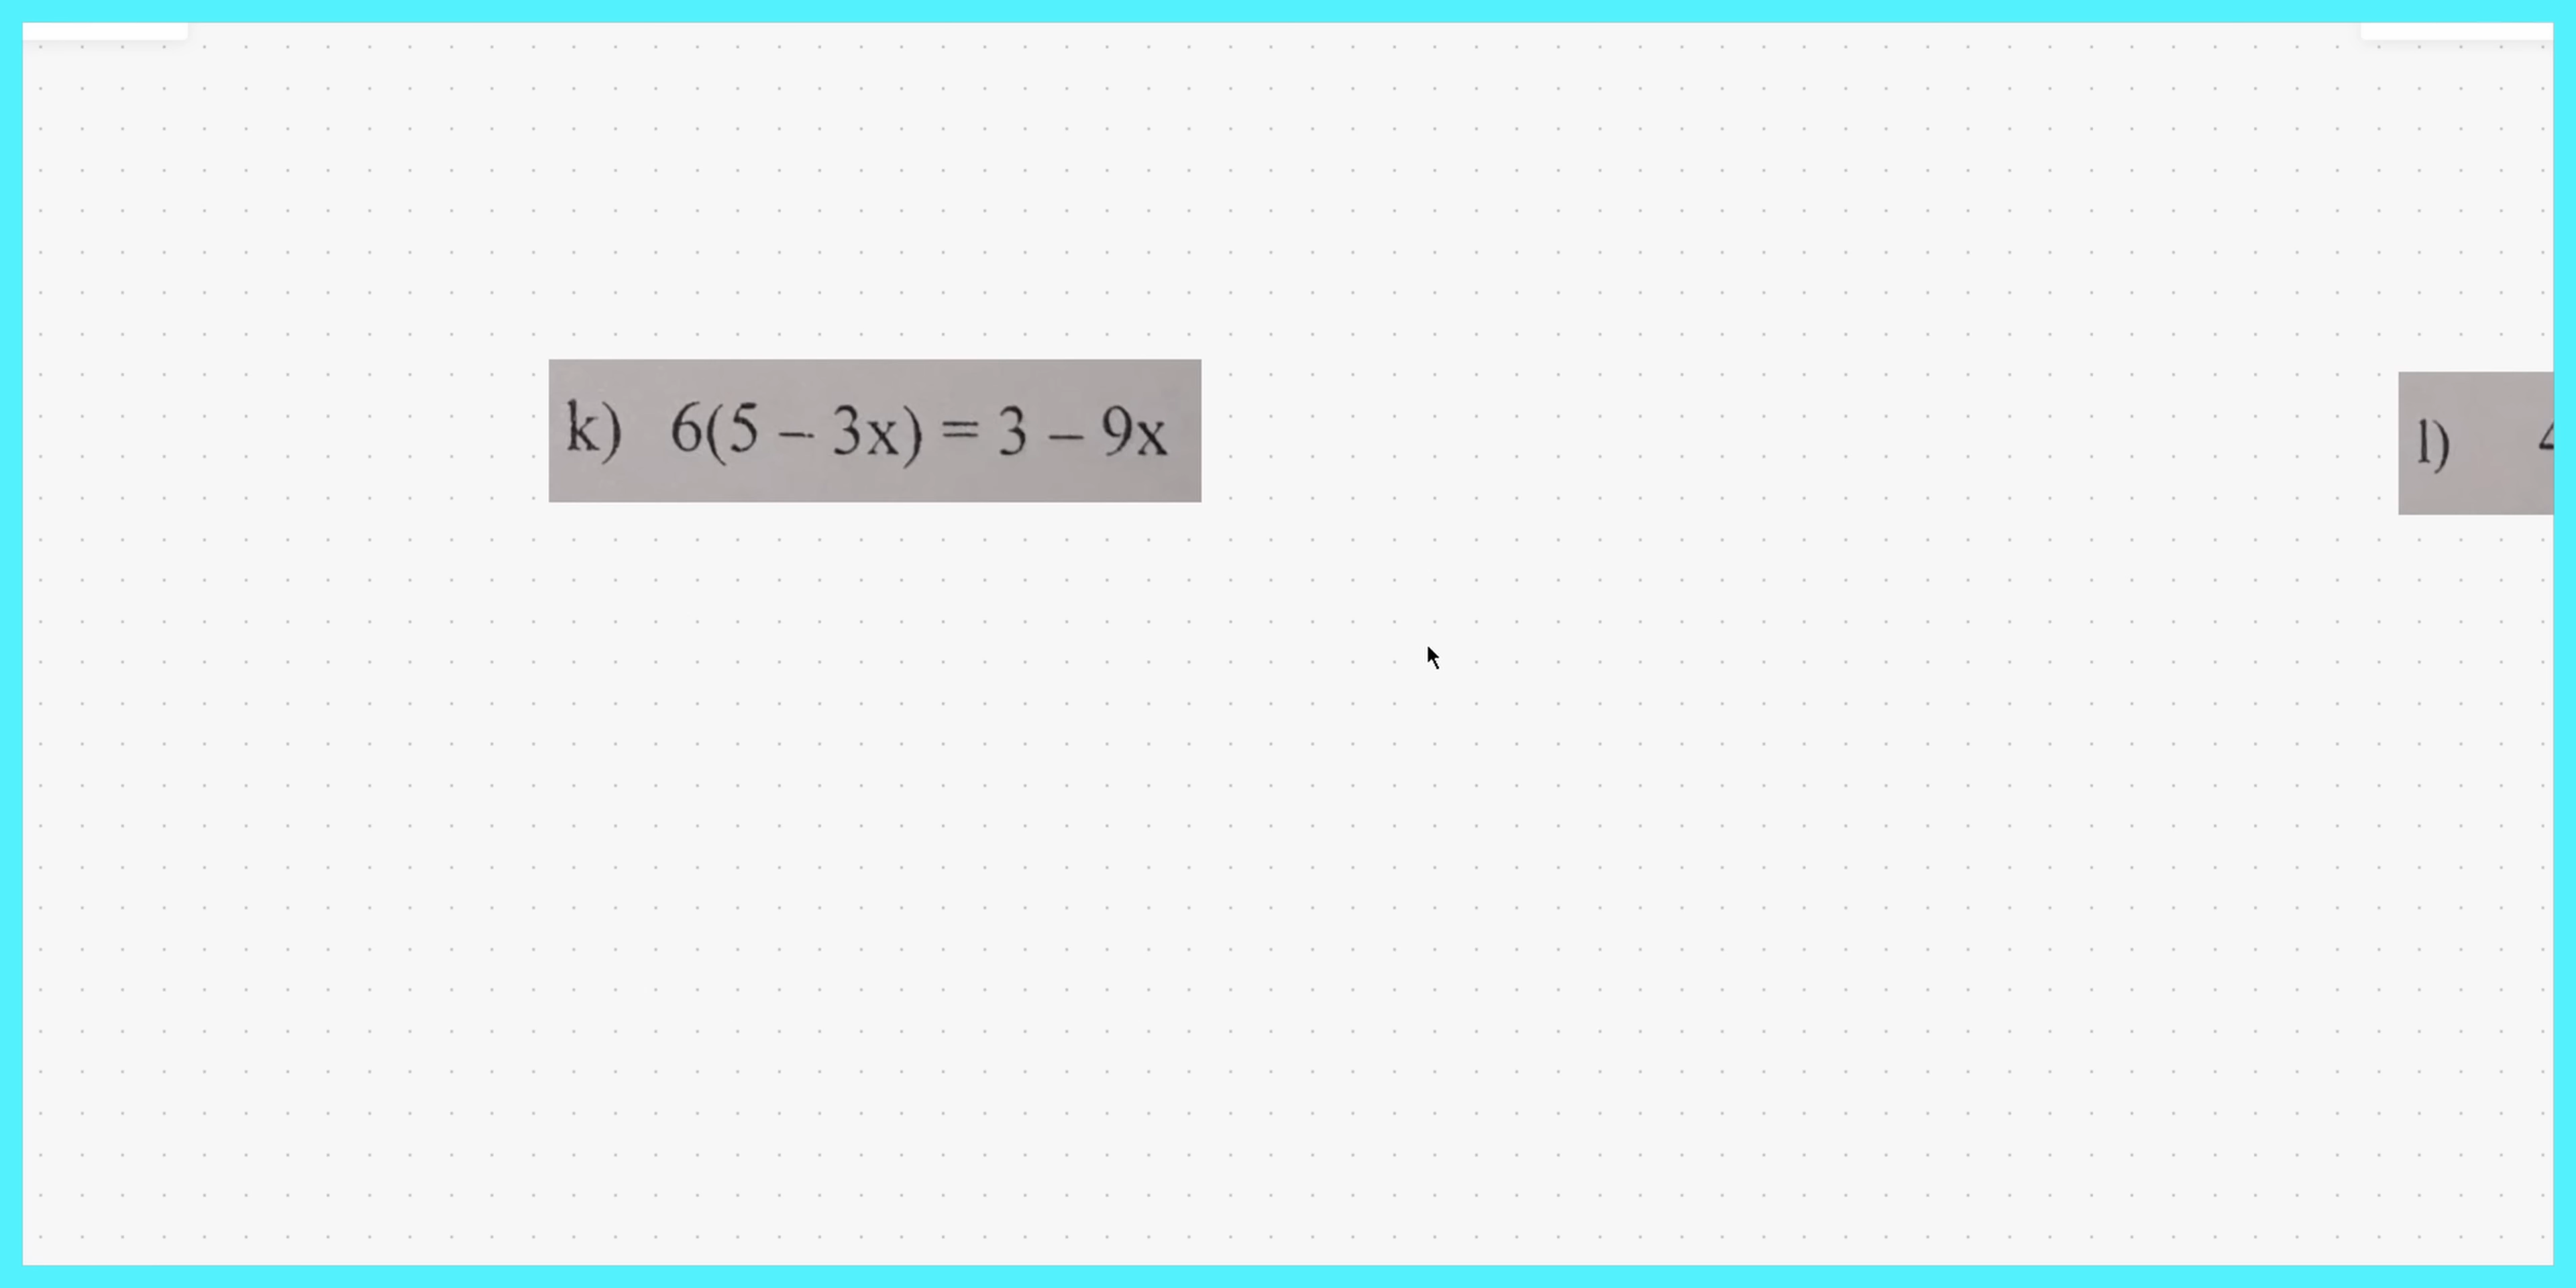 k) 6(5 – 3x) = 3 – 9x
l)